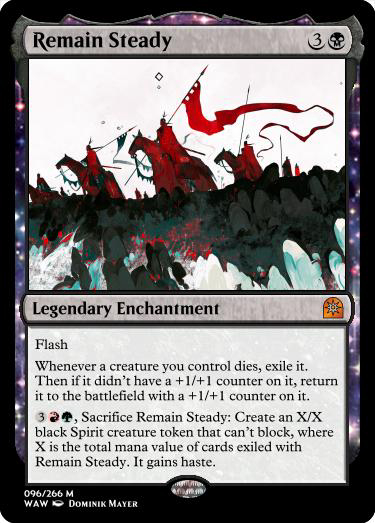 Remain Steady 3
Legendary Enchantment
Flash
Whenever a creature you control dies, exile it.
Then if it didn't have a +1/+1 counter on it, return
it to the battlefield with a +1/+1 counter on it.
3, Sacrifice Remain Steady: Create an X/X
black Spirit creature token that can't block, where
X is the total mana value of cards exiled with
Remain Steady. It gains haste.
096/266 M
WAW DOMINIK MAYER